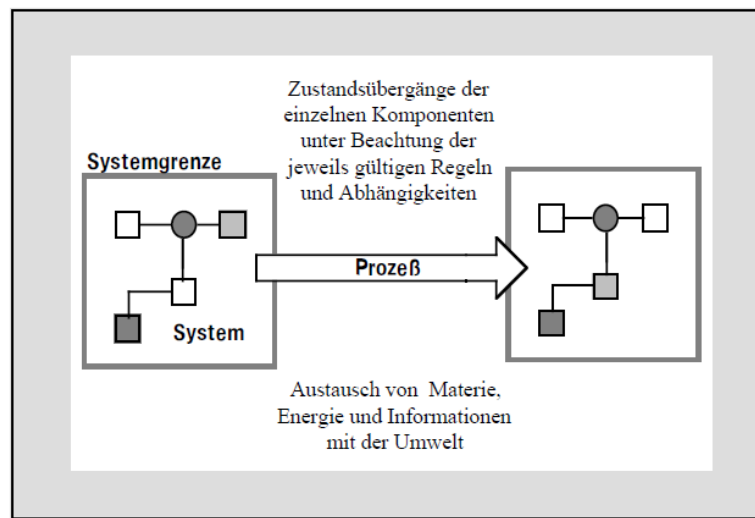 Zustandsübergänge der
einzelnen Komponenten
unter Beachtung der
jeweils gültigen Regeln
und Abhängigkeiten
Systemgrenze
Prozeß
System
Austausch von Materie,
Energie und Informationen
mit der Umwelt